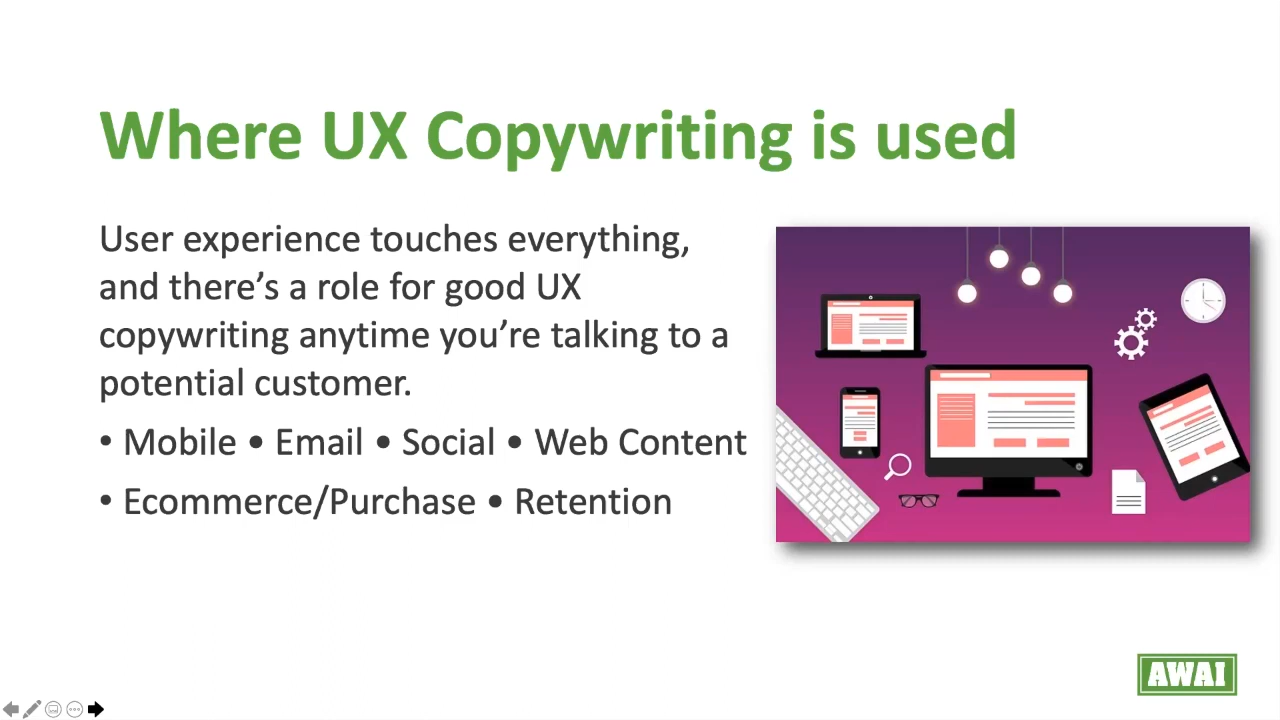 Where UX Copywriting is used
User experience touches everything,
and there’s a role for good UX
copywriting anytime you’re talking to a
potential customer.
• Mobile • Email • Social • Web Content
• Ecommerce/Purchase • Retention
AWAI